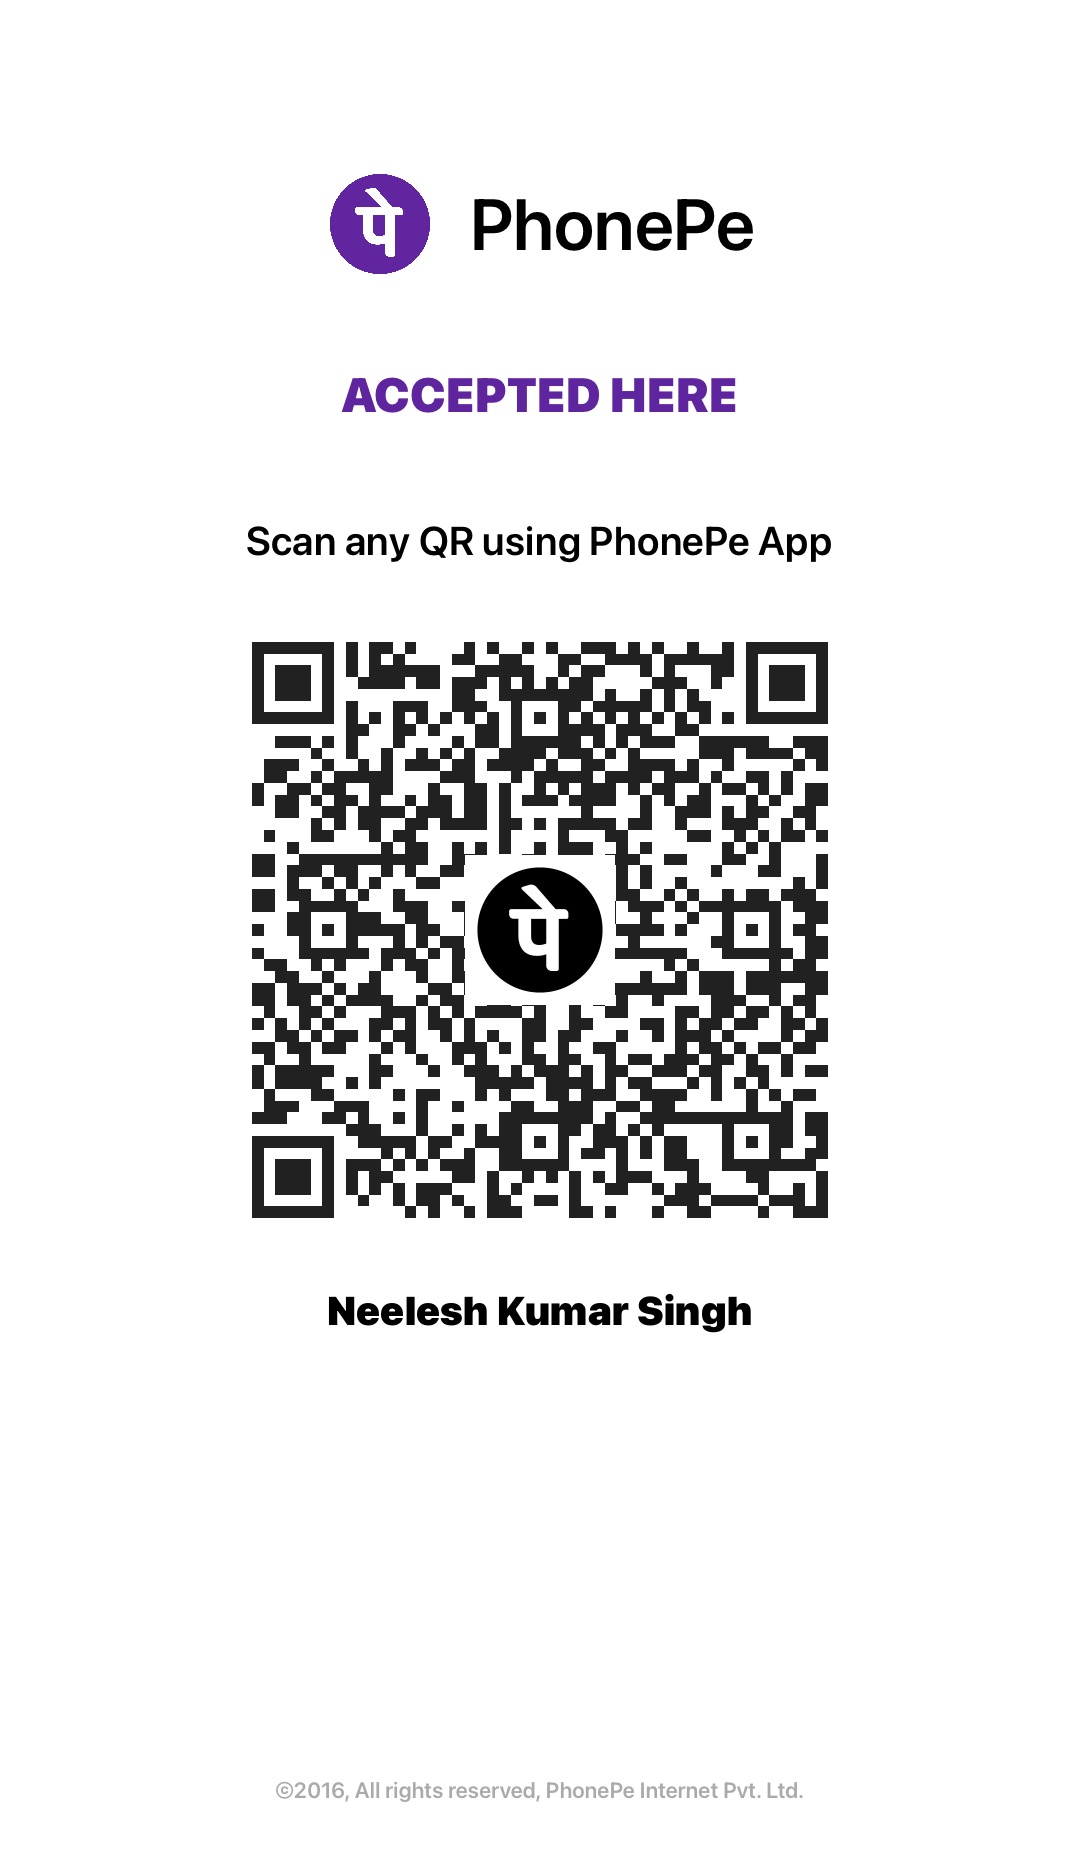 पे PhonePe
ACCEPTED HERE
Scan any QR using PhonePe App
पे
Neelesh Kumar Singh
©2016, All rights reserved, PhonePe Internet Pvt. Ltd.